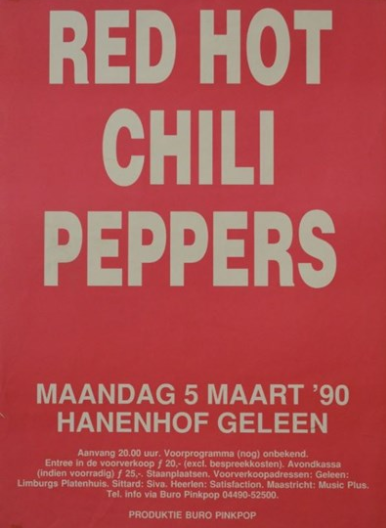 RED HOT
CHILI
PEPPERS
MAANDAG 5 MAART '90
HANENHOF GELEEN
Aanvang 20.00 uur. Voorprogramma (nog) onbekend.
Entree in de voorverkoop ƒ 20,- (excl. bespreekkosten). Avondkassa
(indien voorradig) ƒ 25,-. Staanplaatsen. Voorverkoopadressen: Geleen:
Limburgs Platenhuis. Sittard: Siva. Heerlen: Satisfaction. Maastricht: Music Plus.
Tel. info via Buro Pinkpop 04490-52500.
PRODUKTIE BURO PINKPOP